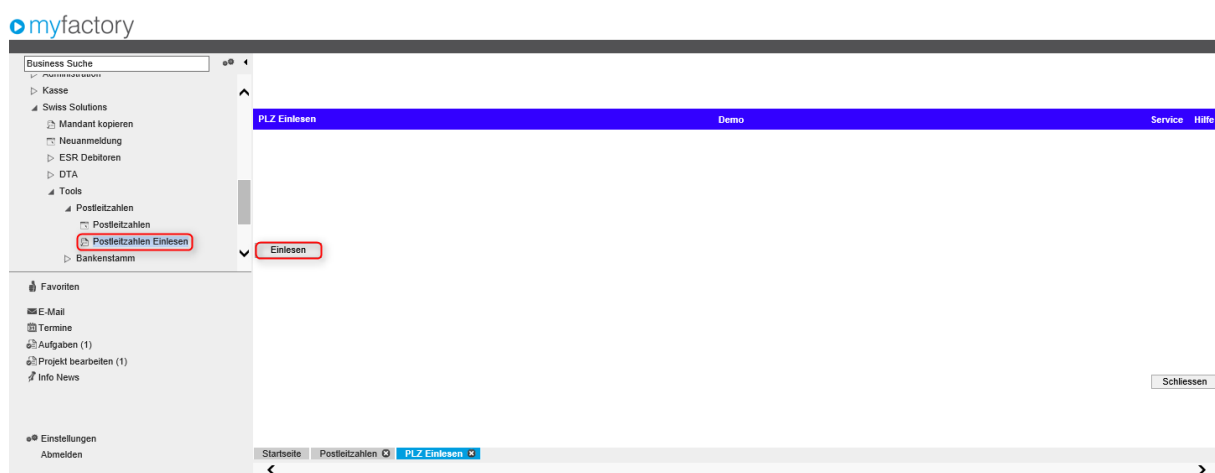 myfactory
Business Suche
Administration
Kasse
Swiss Solutions
Mandant kopieren
Neuanmeldung
ESR Debitoren
DTA
Tools
Postleitzahlen
Postleitzahlen
Postleitzahlen Einlesen
Bankenstamm
Favoriten
E-Mail
Termine
Aufgaben (1)
Projekt bearbeiten (1)
Info News
Einstellungen
Abmelden
PLZ Einlesen Demo Service Hilfe
Einlesen
Schliessen
Startseite Postleitzahlen PLZ Einlesen